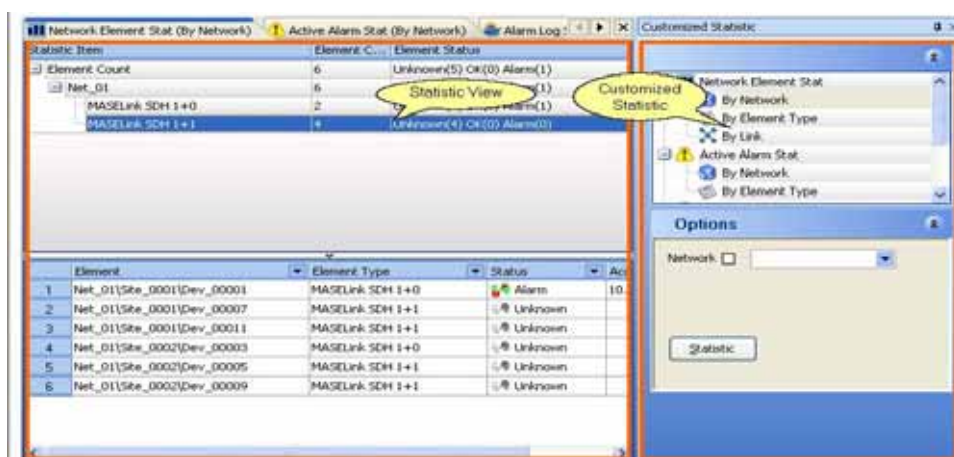 Network Element Stat (By Network)
Active Alarm Stat (By Network)
Alarm Log
Statistic Item Element C... Element Status
Element Count 6 Unknown(5) OK(0) Alarm(1)
Net_01 6
MASELink SDH 1+0 2
MASELink SDH 1+1 4 Unknown(4) OK(0) Alarm(0)
Statistic View
Element Element Type Status
1 Net_01\Site_0001\Dev_00001 MASELink SDH 1+0 Alarm 10.
2 Net_01\Site_0001\Dev_00007 MASELink SDH 1+1 Unknown
3 Net_01\Site_0001\Dev_00011 MASELink SDH 1+1 Unknown
4 Net_01\Site_0002\Dev_00003 MASELink SDH 1+0 Unknown
5 Net_01\Site_0002\Dev_00005 MASELink SDH 1+1 Unknown
6 Net_01\Site_0002\Dev_00009 MASELink SDH 1+1 Unknown
Customized Statistic
Network Element Stat
By Network
By Element Type
By Link
Active Alarm Stat
By Network
By Element Type
Customized
Statistic
Options
Network
Statistic